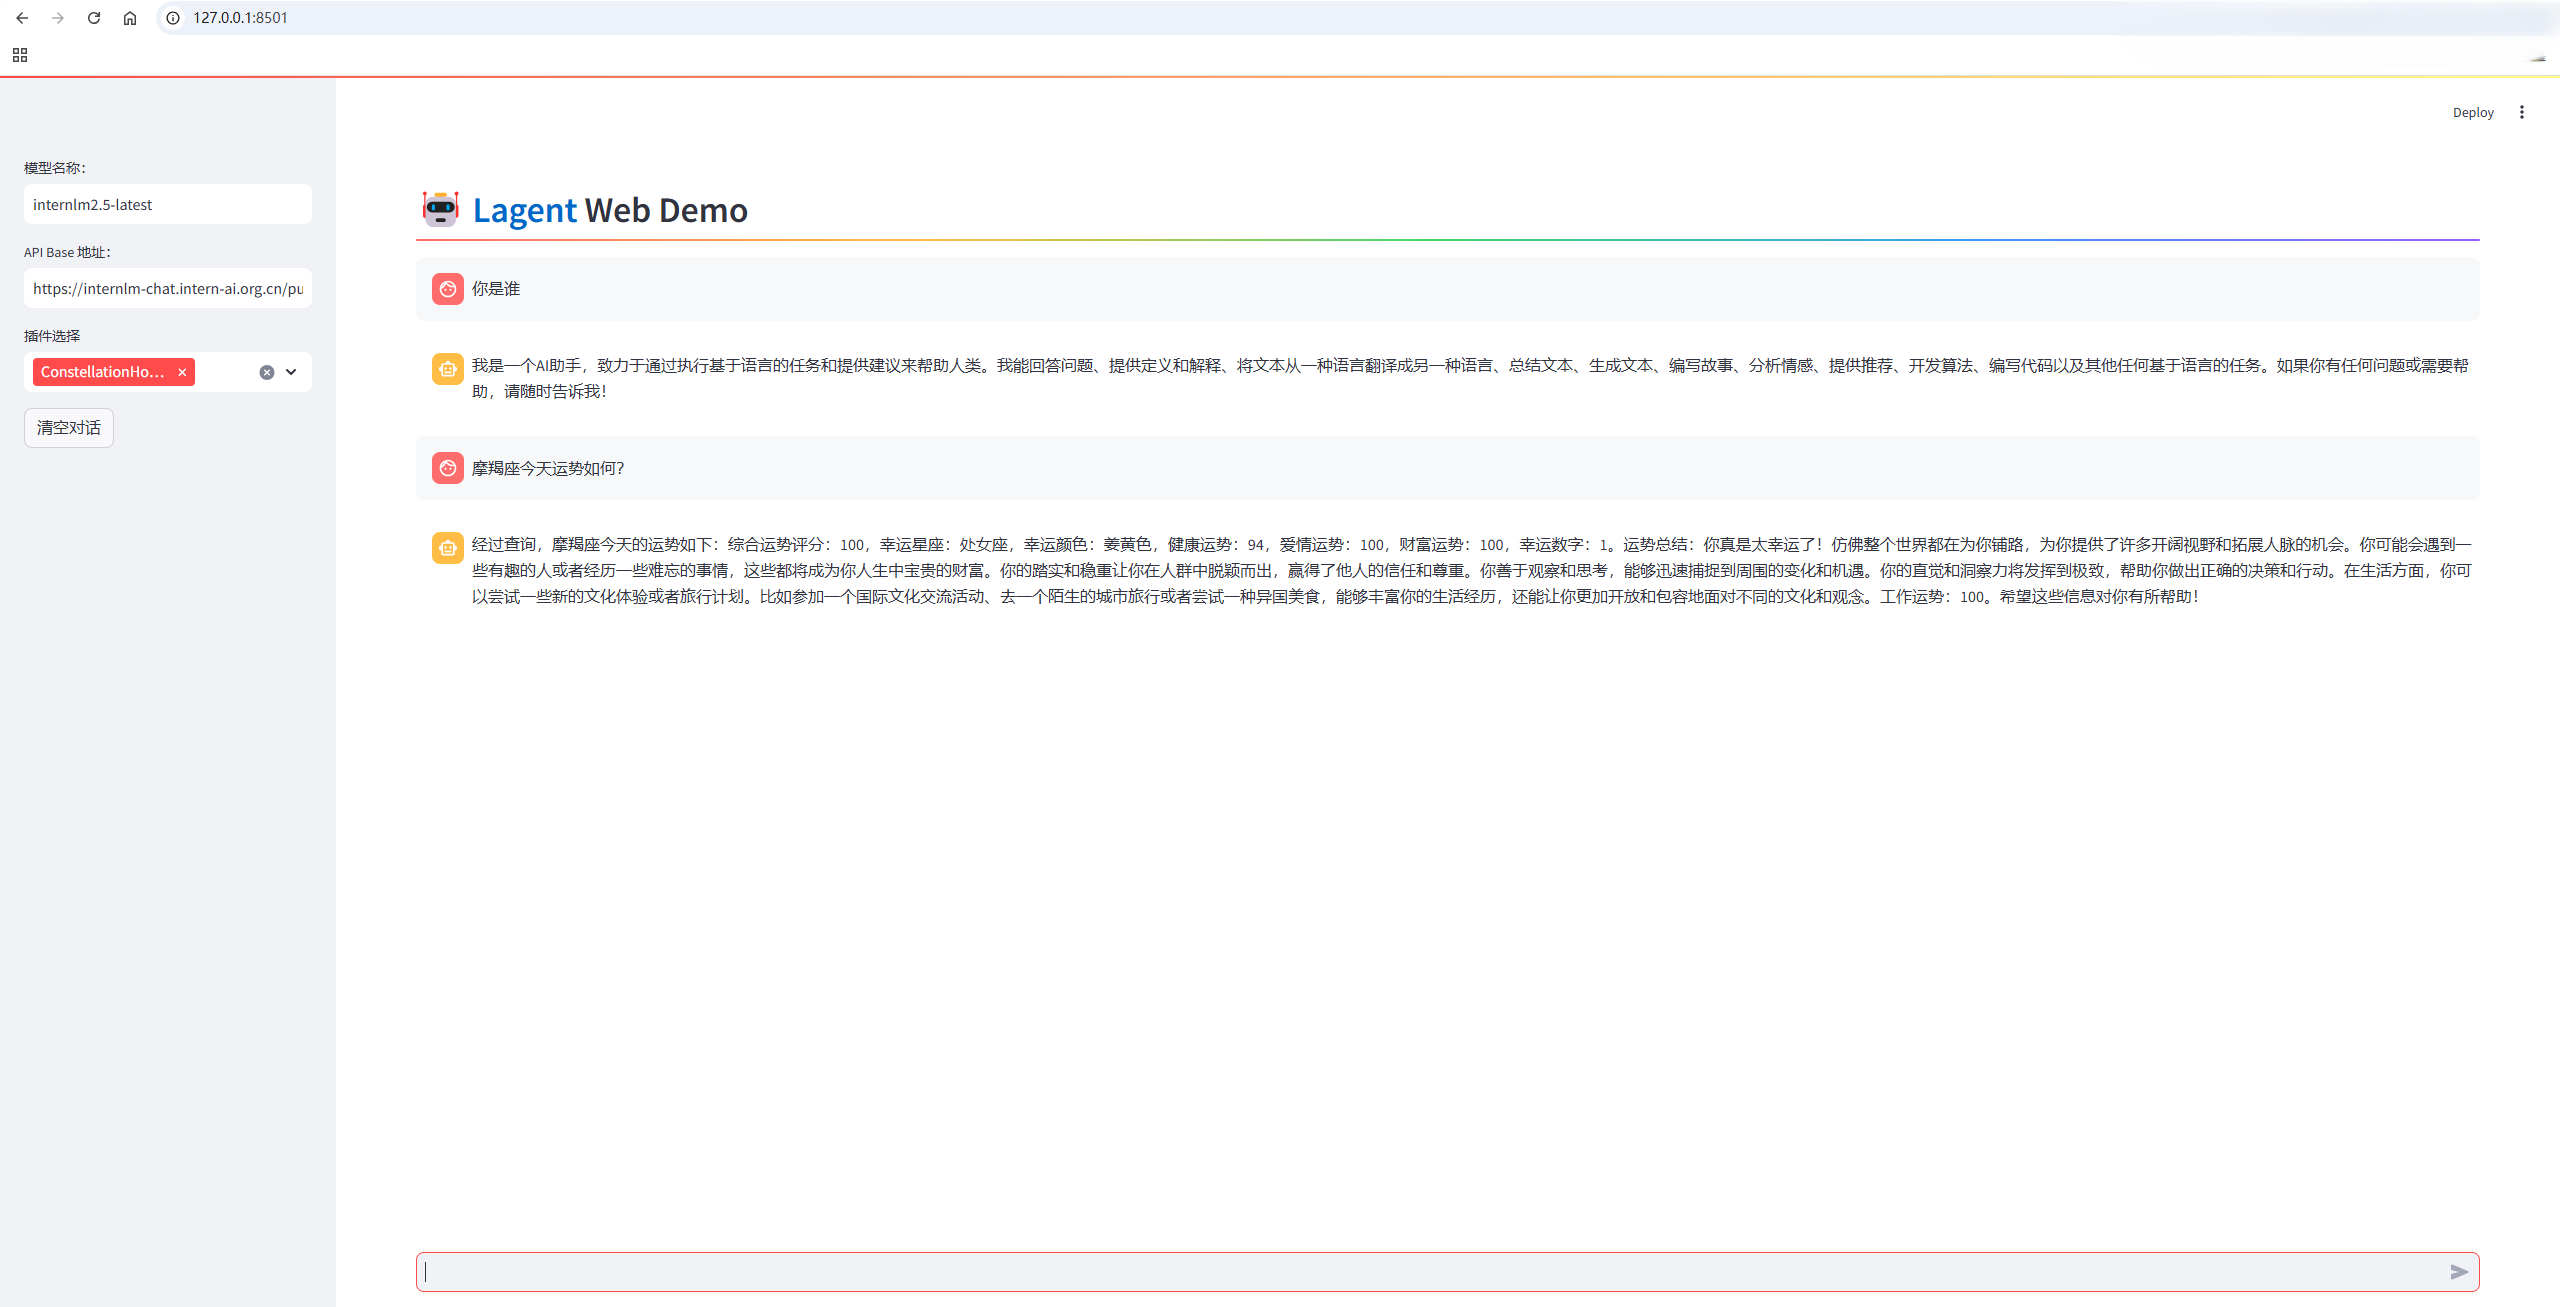 127.0.0.1:8501
Deploy
模型名称：
internlm2.5-latest
API Base 地址：
https://internlm-chat.intern-ai.org.cn/pu
插件选择
ConstellationHo...
清空对话
Lagent Web Demo
你是谁
我是一个AI助手，致力于通过执行基于语言的任务和提供建议来帮助人类。我能回答问题、提供定义和解释、将文本从一种语言翻译成另一种语言、总结文本、生成文本、编写故事、分析情感、提供推荐、开发算法、编写代码以及其他任何基于语言的任务。如果你有任何问题或需要帮
助，请随时告诉我！
摩羯座今天运势如何？
经过查询，摩羯座今天的运势如下：综合运势评分：100，幸运星座：处女座，幸运颜色：姜黄色，健康运势：94，爱情运势：100，财富运势：100，幸运数字：1。运势总结：你真是太幸运了！仿佛整个世界都在为你铺路，为你提供了许多开阔视野和拓展人脉的机会。你可能会遇到一
些有趣的人或者经历一些难忘的事情，这些都将成为你人生中宝贵的财富。你的踏实和稳重让你在人群中脱颖而出，赢得了他人的信任和尊重。你善于观察和思考，能够迅速捕捉到周围的变化和机遇。你的直觉和洞察力将发挥到极致，帮助你做出正确的决策和行动。在生活方面，你可
以尝试一些新的文化体验或者旅行计划。比如参加一个国际文化交流活动、去一个陌生的城市旅行或者尝试一种异国美食，能够丰富你的生活经历，还能让你更加开放和包容地面对不同的文化和观念。工作运势：100。希望这些信息对你有所帮助！